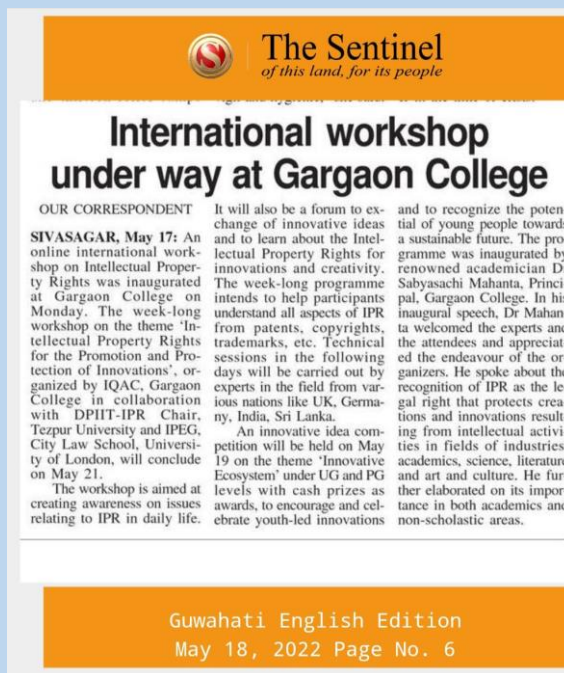 The Sentinel
of this land, for its people
International workshop
under way at Gargaon College
OUR CORRESPONDENT
SIVASAGAR, May 17: An
online international work-
shop on Intellectual Proper-
ty Rights was inaugurated
at Gargaon College on
Monday. The week-long
workshop on the theme 'In-
tellectual Property Rights
for the Promotion and Pro-
tection of Innovations', or-
ganized by IQAC, Gargaon
College in collaboration
with DPIIT-IPR Chair,
Tezpur University and IPEG,
City Law School, Universi-
ty of London, will conclude
on May 21.
The workshop is aimed at
creating awareness on issues
relating to IPR in daily life.
It will also be a forum to ex-
change of innovative ideas
and to learn about the Intel-
lectual Property Rights for
innovations and creativity.
The week-long programme
intends to help participants
understand all aspects of IPR
from patents, copyrights,
trademarks, etc. Technical
sessions in the following
days will be carried out by
experts in the field from var-
ious nations like UK, Germa-
ny, India, Sri Lanka.
An innovative idea com-
petition will be held on May
19 on the theme 'Innovative
Ecosystem' under UG and PG
levels with cash prizes as
awards, to encourage and cel-
ebrate youth-led innovations
and to recognize the poten
tial of young people towards
a sustainable future. The pro
gramme was inaugurated by
renowned academician D
Sabyasachi Mahanta, Princi
pal, Gargaon College. In his
inaugural speech, Dr Mahan
ta welcomed the experts and
the attendees and appreciat
ed the endeavour of the or
ganizers. He spoke about the
recognition of IPR as the le
gal right that protects crea
tions and innovations result
ing from intellectual activi
ties in fields of industries
academics, science, literature
and art and culture. He fur
ther elaborated on its impor
tance in both academics and
non-scholastic areas.
Guwahati English Edition
May 18, 2022 Page No. 6